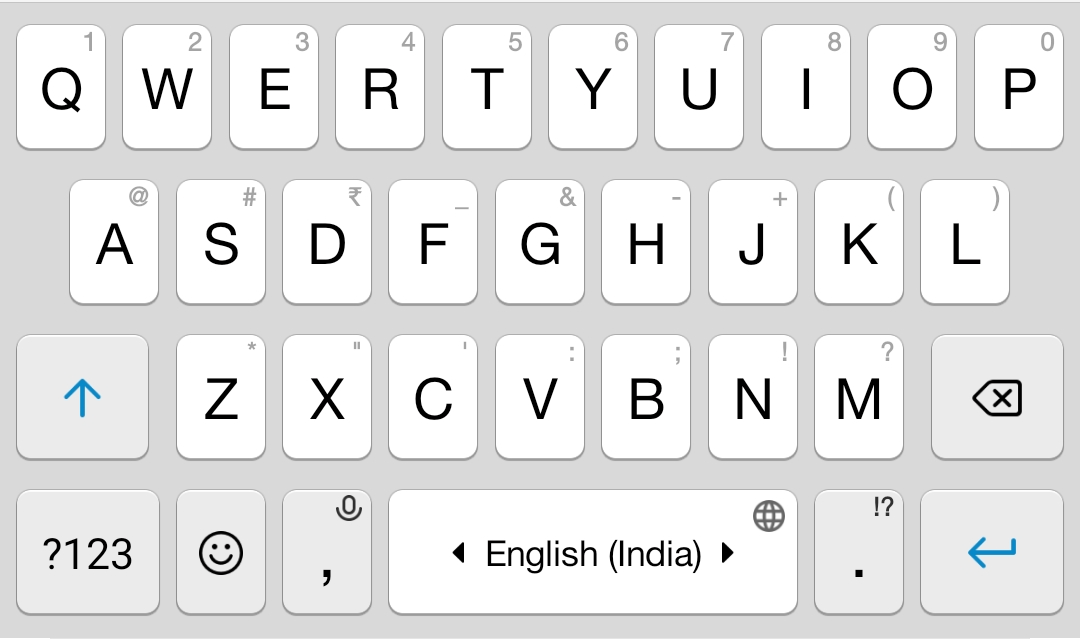 1 2 3 4 5 6 7 8 9 0
Q W E R T Y U I O P
@ # ₹ _ & - + ( )
A S D F G H J K L
* " ' : ; ! ?
Z X C V B N M
!?
?123 , English (India) .